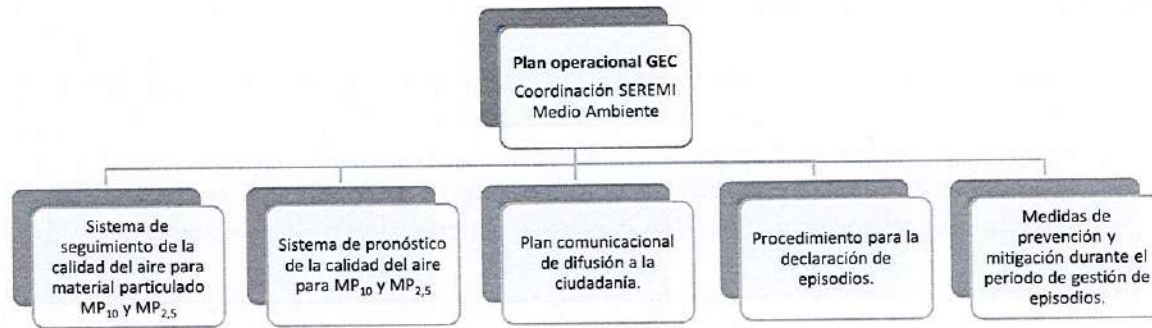 Plan operacional GEC
Coordinación SEREMI
Medio Ambiente
Sistema de
seguimiento de la
calidad del aire para
material particulado
MP₁₀ y MP₂,₅
Sistema de pronóstico
de la calidad del aire
para MP₁₀ y MP₂,₅
Plan comunicacional
de difusión a la
ciudadanía.
Procedimiento para la
declaración de
episodios.
Medidas de
prevención y
mitigación durante el
periodo de gestión de
episodios.